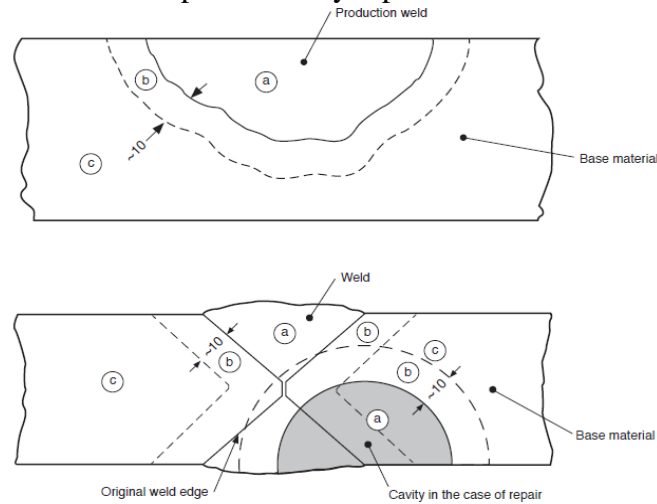 Production weld
b
a
~10
c
Base material
Weld
a
b
~10
b
c
b
c
~10
a
Base material
Original weld edge
Cavity in the case of repair